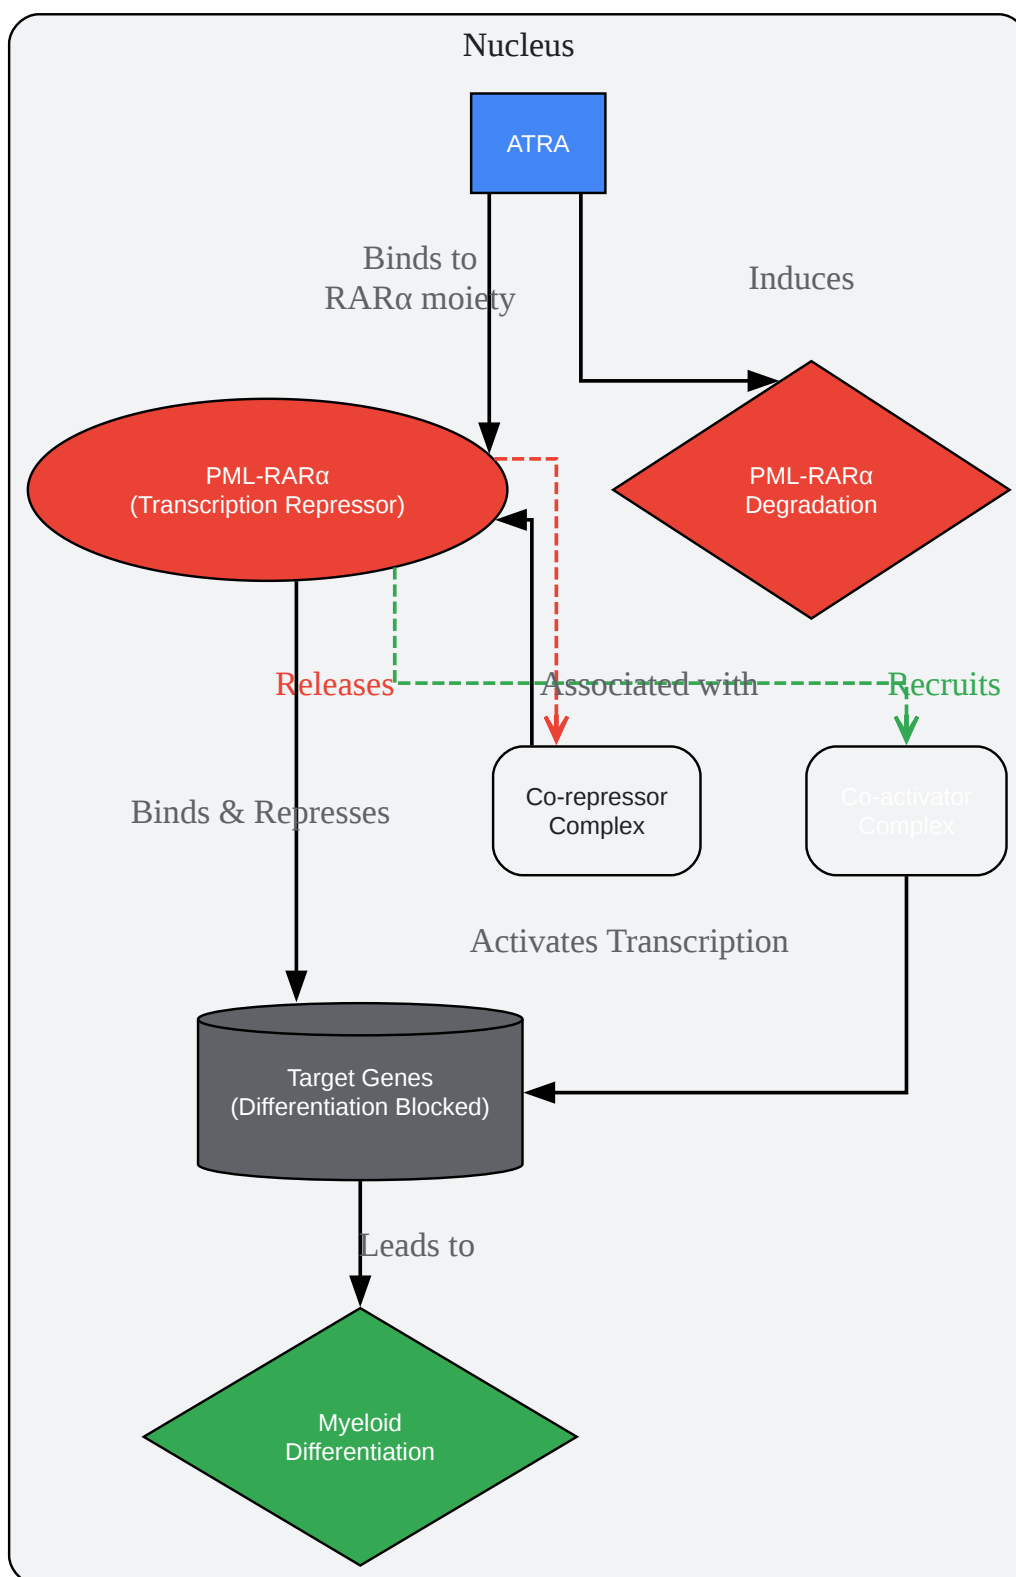 Nucleus
ATRA
Binds to
RARα moiety
Induces
PML-RARα
(Transcription Repressor)
PML-RARα
Degradation
Releases
Associated with
Recruits
Binds & Represses
Co-repressor
Complex
Co-activator
Complex
Activates Transcription
Target Genes
(Differentiation Blocked)
Leads to
Myeloid
Differentiation